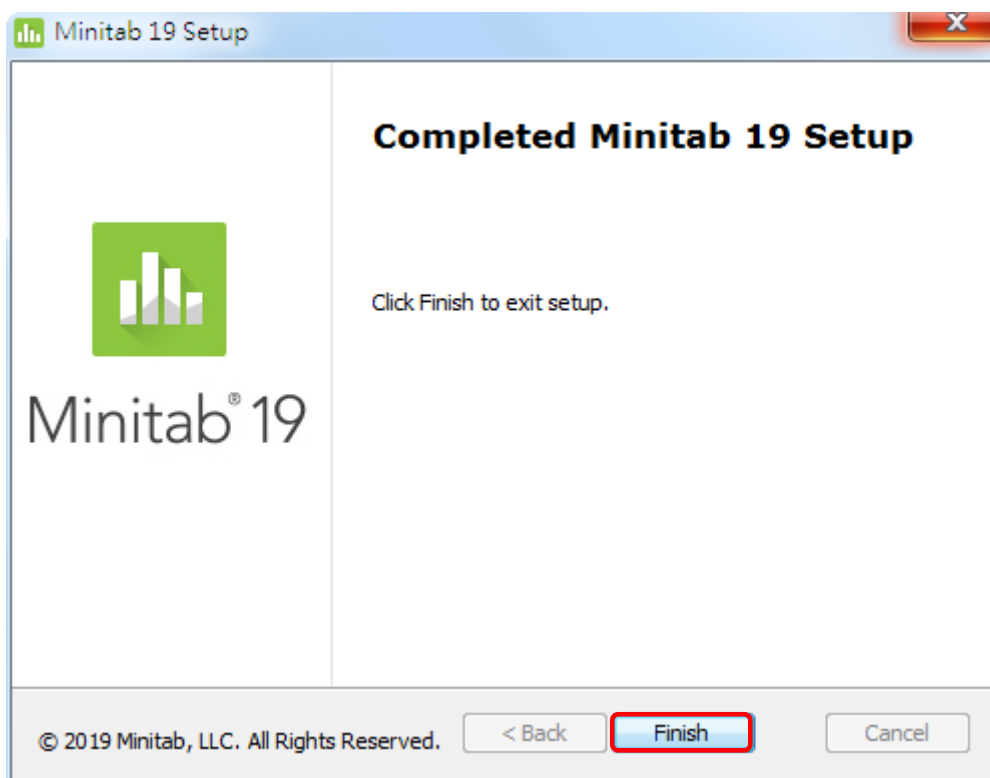 Minitab 19 Setup
Completed Minitab 19 Setup
Click Finish to exit setup.
Minitab® 19
© 2019 Minitab, LLC. All Rights Reserved.
< Back
Finish
Cancel